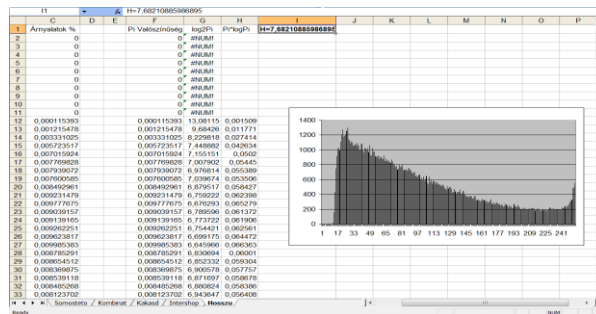 I1 fx H=7,68210885986895
C D E F G H I J K L M N O P
1 Árnyalatok % Pi Valószínűség log2Pi Pi*logPi H=7,68210885986895
2 0 0 #NUM!
3 0 0 #NUM!
4 0 0 #NUM!
5 0 0 #NUM!
6 0 0 #NUM!
7 0 0 #NUM!
8 0 0 #NUM!
9 0 0 #NUM!
10 0 0 #NUM!
11 0 0 #NUM!
12 0,000115393 0,000115393 13,08115 0,001509
13 0,001215478 0,001215478 9,68426 0,011771
14 0,003331025 0,003331025 8,229818 0,027414
15 0,005723517 0,005723517 7,448882 0,042634
16 0,007015924 0,007015924 7,155151 0,0502
17 0,007769828 0,007769828 7,007902 0,05445
18 0,007939072 0,007939072 6,976814 0,055389
19 0,007600585 0,007600585 7,039674 0,053506
20 0,008492961 0,008492961 6,879517 0,058427
21 0,009231479 0,009231479 6,759222 0,062398
22 0,009777675 0,009777675 6,676293 0,065279
23 0,009039157 0,009039157 6,789596 0,061372
24 0,009139165 0,009139165 6,773722 0,061906
25 0,009262251 0,009262251 6,754421 0,062561
26 0,009623817 0,009623817 6,699175 0,064472
27 0,009985383 0,009985383 6,645966 0,066363
28 0,008785291 0,008785291 6,830694 0,06001
29 0,008654512 0,008654512 6,852332 0,059304
30 0,008369875 0,008369875 6,900578 0,057757
31 0,008539118 0,008539118 6,871697 0,058678
32 0,008485268 0,008485268 6,880824 0,058386
33 0,008123702 0,008123702 6,943647 0,056408
1400
1200
1000
800
600
400
200
0
1 17 33 49 65 81 97 113 129 145 161 177 193 209 225 241
Somosteto / Kombinat / Kakasd / Intershop / Nosszu
Ready NUM